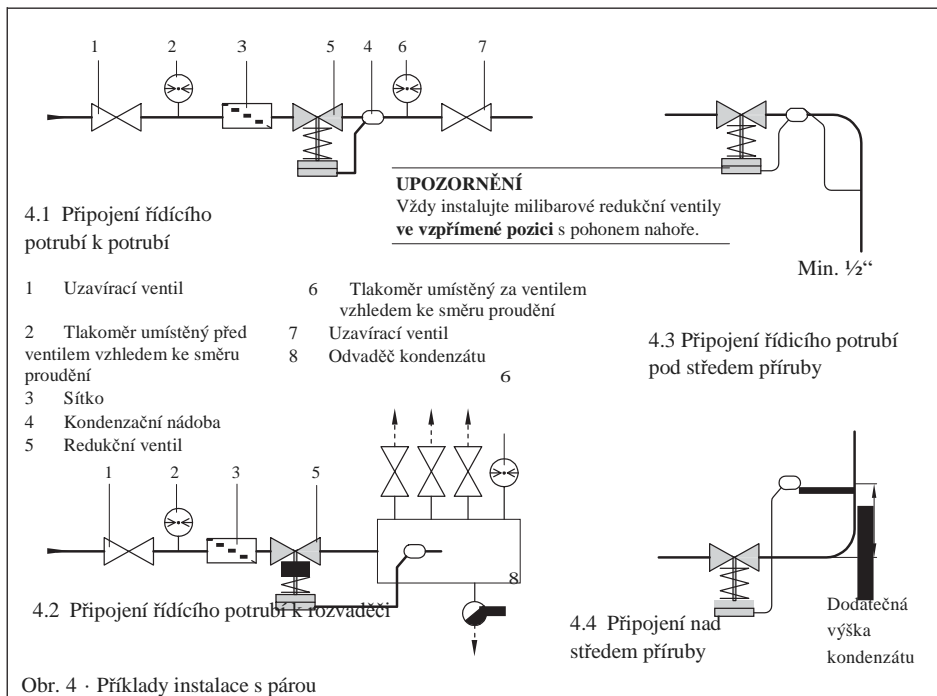 1 2 3 5 4 6 7
UPOZORNĚNÍ
Vždy instalujte milibarové redukční ventily
ve vzpřímené pozici s pohonem nahoře.
4.1 Připojení řídícího
potrubí k potrubí
Min. ½“
1 Uzavírací ventil
2 Tlakoměr umístěný před
ventilem vzhledem ke směru
proudění
3 Sítko
4 Kondenzační nádoba
5 Redukční ventil
6 Tlakoměr umístěný za ventilem
vzhledem ke směru proudění
7 Uzavírací ventil
8 Odvaděč kondenzátu
4.3 Připojení řídicího potrubí
pod středem příruby
6
1 2 3 5
8
4.2 Připojení řídícího potrubí k rozvaděči
4.4 Připojení nad
středem příruby
Dodatečná
výška
kondenzátu
Obr. 4 · Příklady instalace s párou